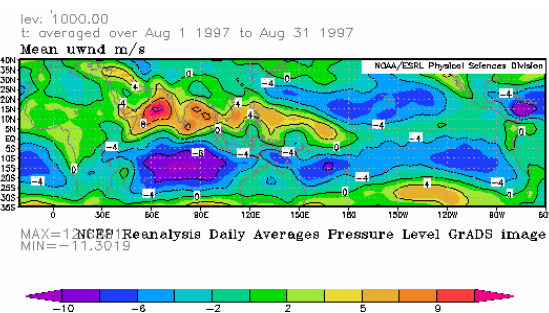 lev: 1000.00
t: averaged over Aug 1 1997 to Aug 31 1997
Mean uwnd m/s
NOAA/ESRL Physical Sciences Division
40N
35N
30N
25N
20N
15N
10N
5N
EQ
5S
10S
15S
20S
25S
30S
35S
0 30E 60E 90E 120E 150E 180 150W 120W 90W 60W
NCEP Reanalysis Daily Averages Pressure Level GrADS image
MIN=-11.3019
-10 -6 -2 2 5 9